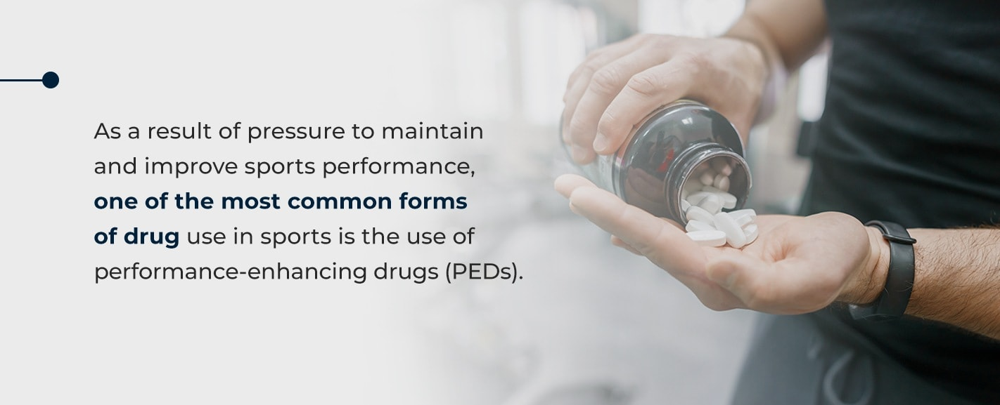 As a result of pressure to maintain
and improve sports performance,
one of the most common forms
of drug use in sports is the use of
performance-enhancing drugs (PEDs).